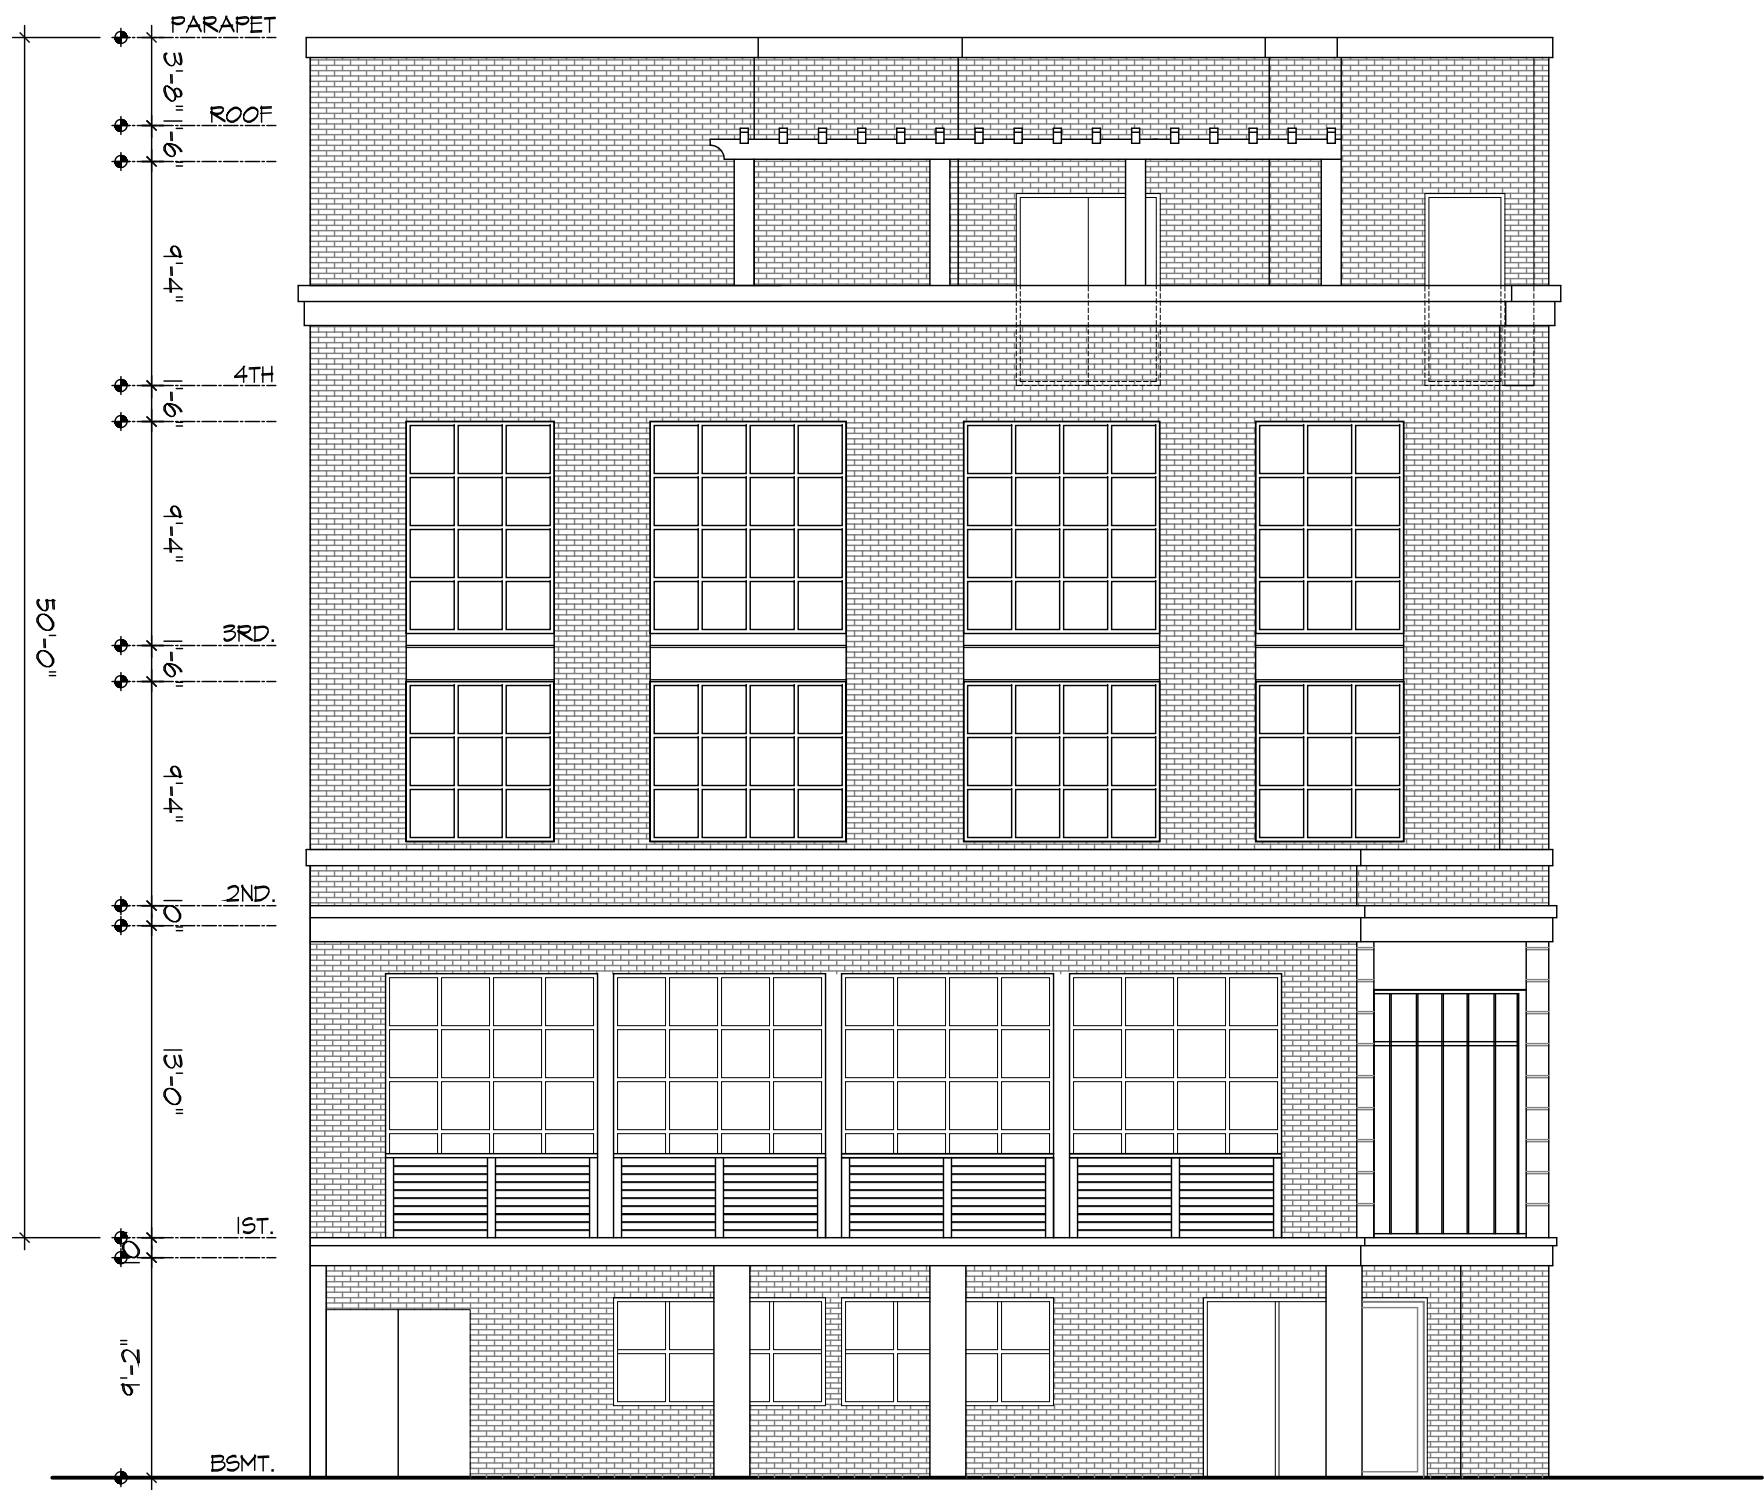 PARAPET
3'-8"
ROOF
1'-6"
9'-4"
4TH
1'-6"
9'-4"
3RD.
1'-6"
50'-0"
9'-4"
2ND.
10"
13'-0"
1ST.
10"
9'-2"
BSMT.